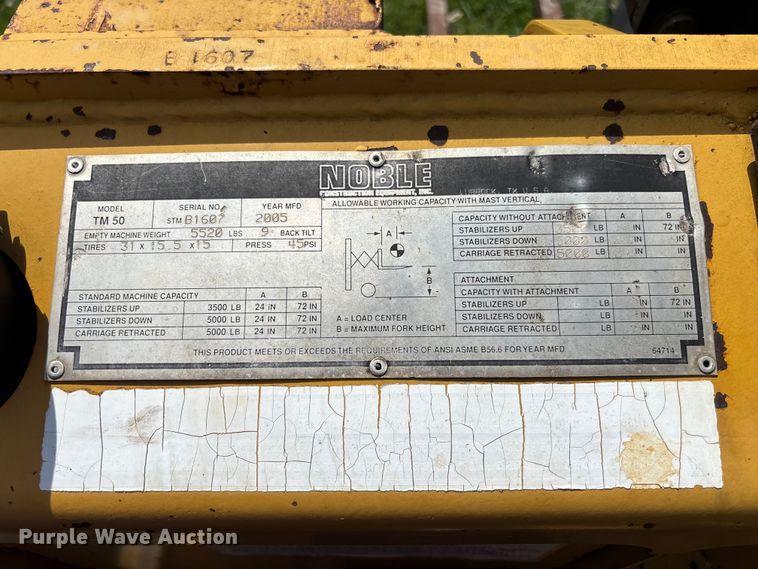 B1607
NOBLE
EQUIPMENT, INC. LUBBOCK, TX U.S.A.
MODEL SERIAL NO. YEAR MFD
TM 50 5TM B1607 2005
EMPTY MACHINE WEIGHT 5520 LBS 9° BACK TILT
TIRES 31 X 15.5 X 15 PRESS 45 PSI
STANDARD MACHINE CAPACITY A B
STABILIZERS UP 3500 LB 24 IN 72 IN
STABILIZERS DOWN 5000 LB 24 IN 72 IN
CARRIAGE RETRACTED 5000 LB 24 IN 72 IN
ALLOWABLE WORKING CAPACITY WITH MAST VERTICAL
A
B
A = LOAD CENTER
B = MAXIMUM FORK HEIGHT
CAPACITY WITHOUT ATTACHMENT A B
STABILIZERS UP LB IN 72 IN
STABILIZERS DOWN LB IN IN
CARRIAGE RETRACTED 5000 LB IN IN
ATTACHMENT
CAPACITY WITH ATTACHMENT A B
STABILIZERS UP LB IN 72 IN
STABILIZERS DOWN LB IN IN
CARRIAGE RETRACTED LB IN IN
THIS PRODUCT MEETS OR EXCEEDS THE REQUIREMENTS OF ANSI ASME B56.6 FOR YEAR MFD 64714
Purple Wave Auction